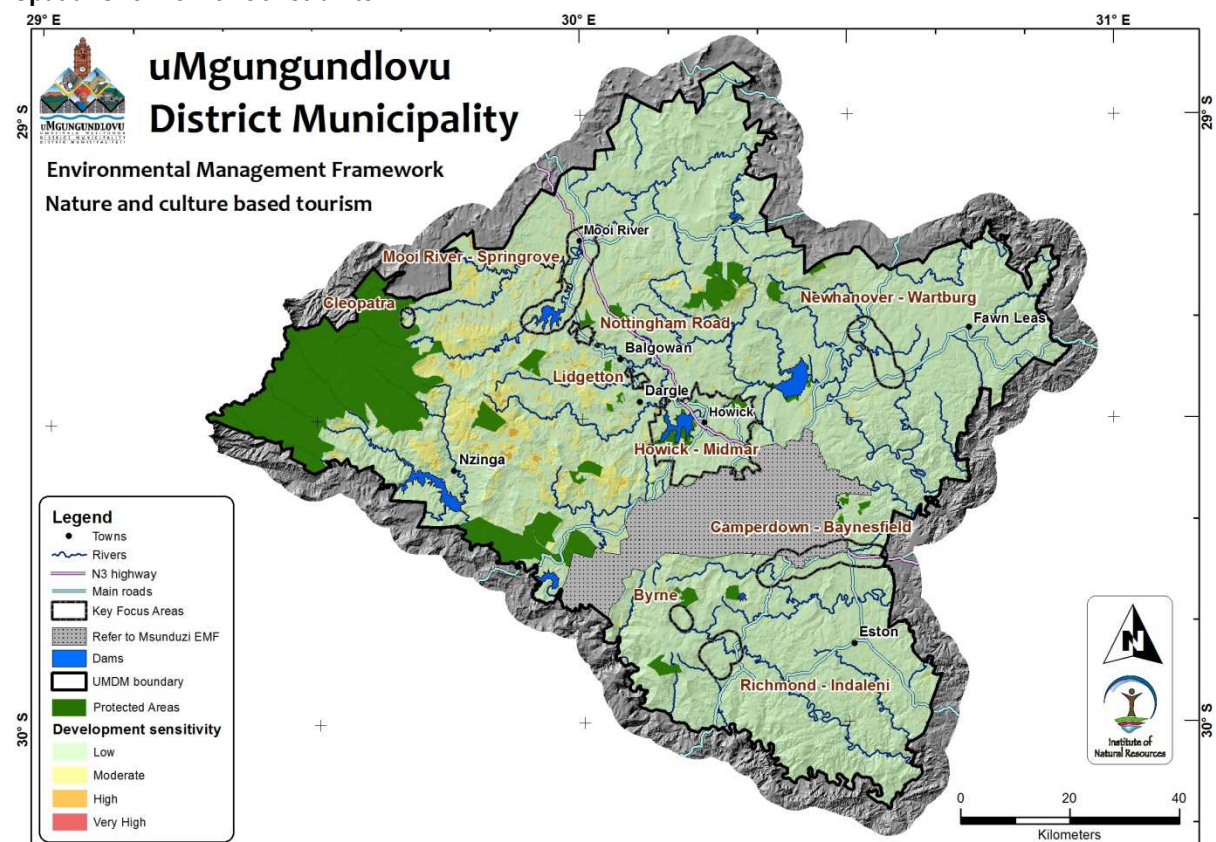 29° E
30° E
31° E
29° S
29° S
30° S
30° S
uMGUNGUNDLOVU
DISTRICT MUNICIPALITY
uMgungundlovu
District Municipality
Environmental Management Framework
Nature and culture based tourism
Mooi River
Mooi River - Springrove
Cleopatra
Newhanover - Wartburg
Nottingham Road
Fawn Leas
Balgowan
Lidgetton
Dargle
Howick
Howick - Midmar
Nzinga
Camperdown - Baynesfield
Byrne
Eston
Richmond - Indaleni
Legend
Towns
Rivers
N3 highway
Main roads
Key Focus Areas
Refer to Msunduzi EMF
Dams
UMDM boundary
Protected Areas
Development sensitivity
Low
Moderate
High
Very High
N
Institute of
Natural Resources
0 20 40
Kilometers